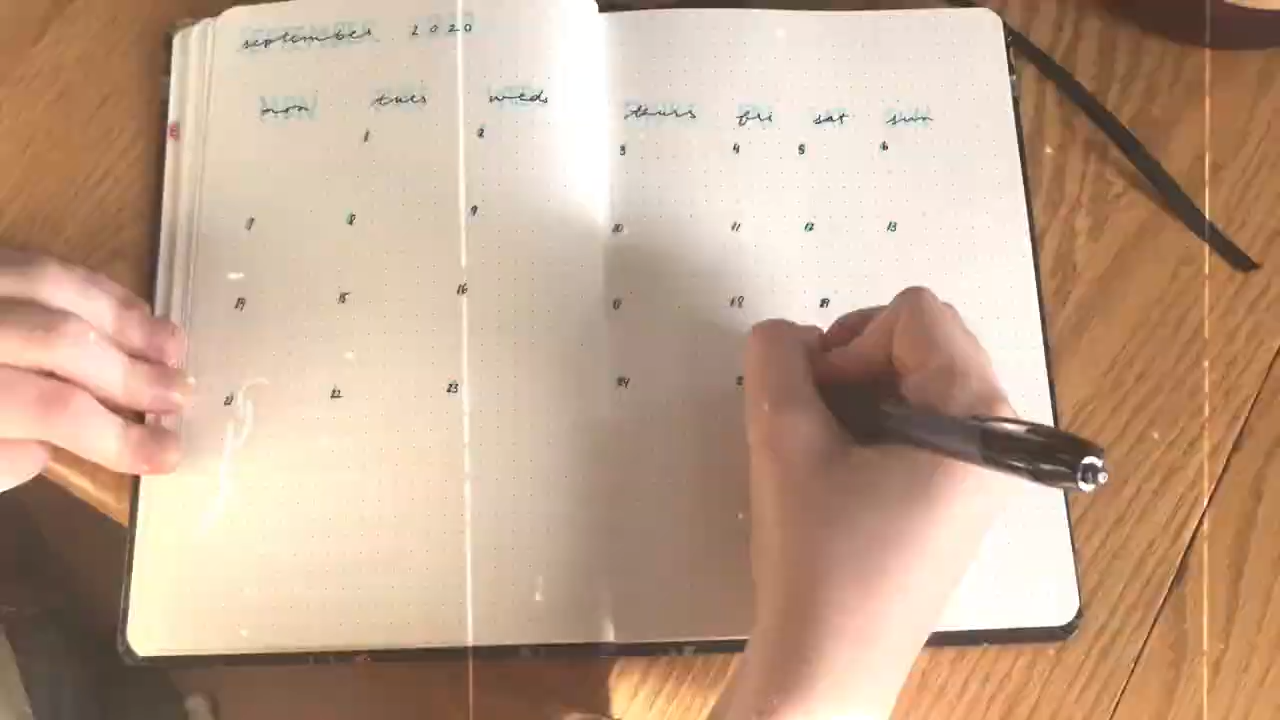 september 2020
mon tues weds thurs fri sat sun
1 2 3 4 5 6
7 8 9 10 11 12 13
14 15 16 17 18 19
21 22 23 24